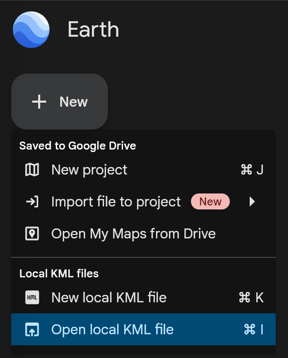 Earth
New
Saved to Google Drive
New project ⌘ J
Import file to project New
Open My Maps from Drive
Local KML files
KML New local KML file ⌘ K
Open local KML file ⌘ I